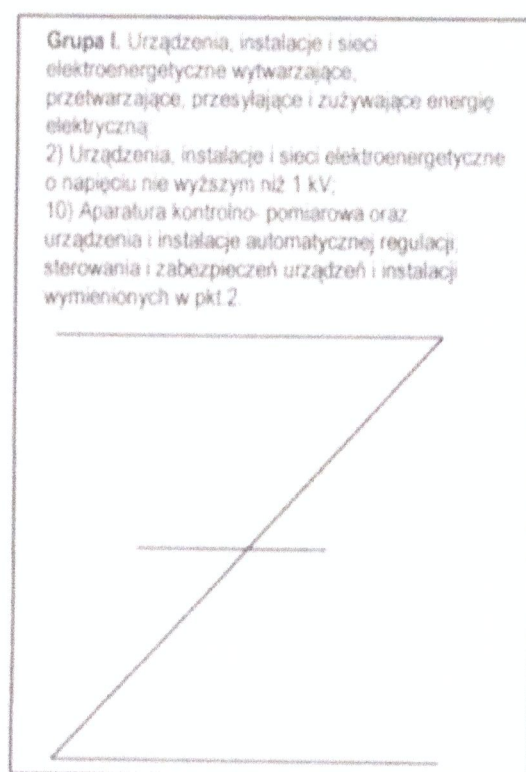 Grupa I. Urządzenia, instalacje i sieci
elektroenergetyczne wytwarzające,
przetwarzające, przesyłające i zużywające energię
elektryczną
2) Urządzenia, instalacje i sieci elektroenergetyczne
o napięciu nie wyższym niż 1 kV;
10) Aparatura kontrolno- pomiarowa oraz
urządzenia i instalacje automatycznej regulacji,
sterowania i zabezpieczeń urządzeń i instalacji
wymienionych w pkt.2.